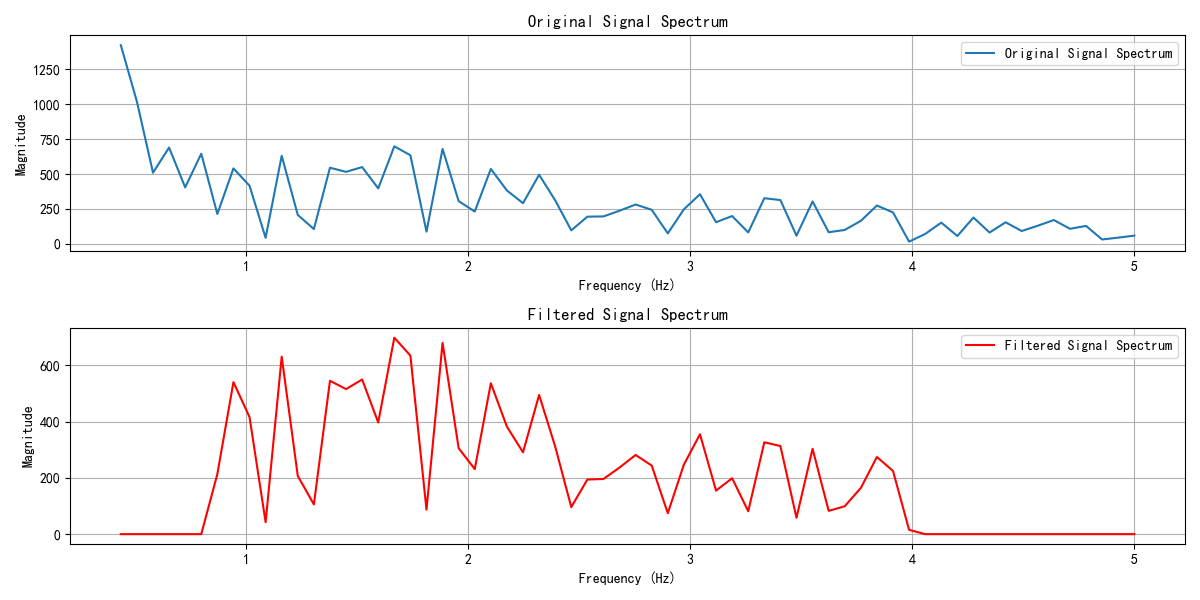 Original Signal Spectrum
Original Signal Spectrum
Magnitude
1250
1000
750
500
250
0
1 2 3 4 5
Frequency (Hz)
Filtered Signal Spectrum
Filtered Signal Spectrum
Magnitude
600
400
200
0
1 2 3 4 5
Frequency (Hz)